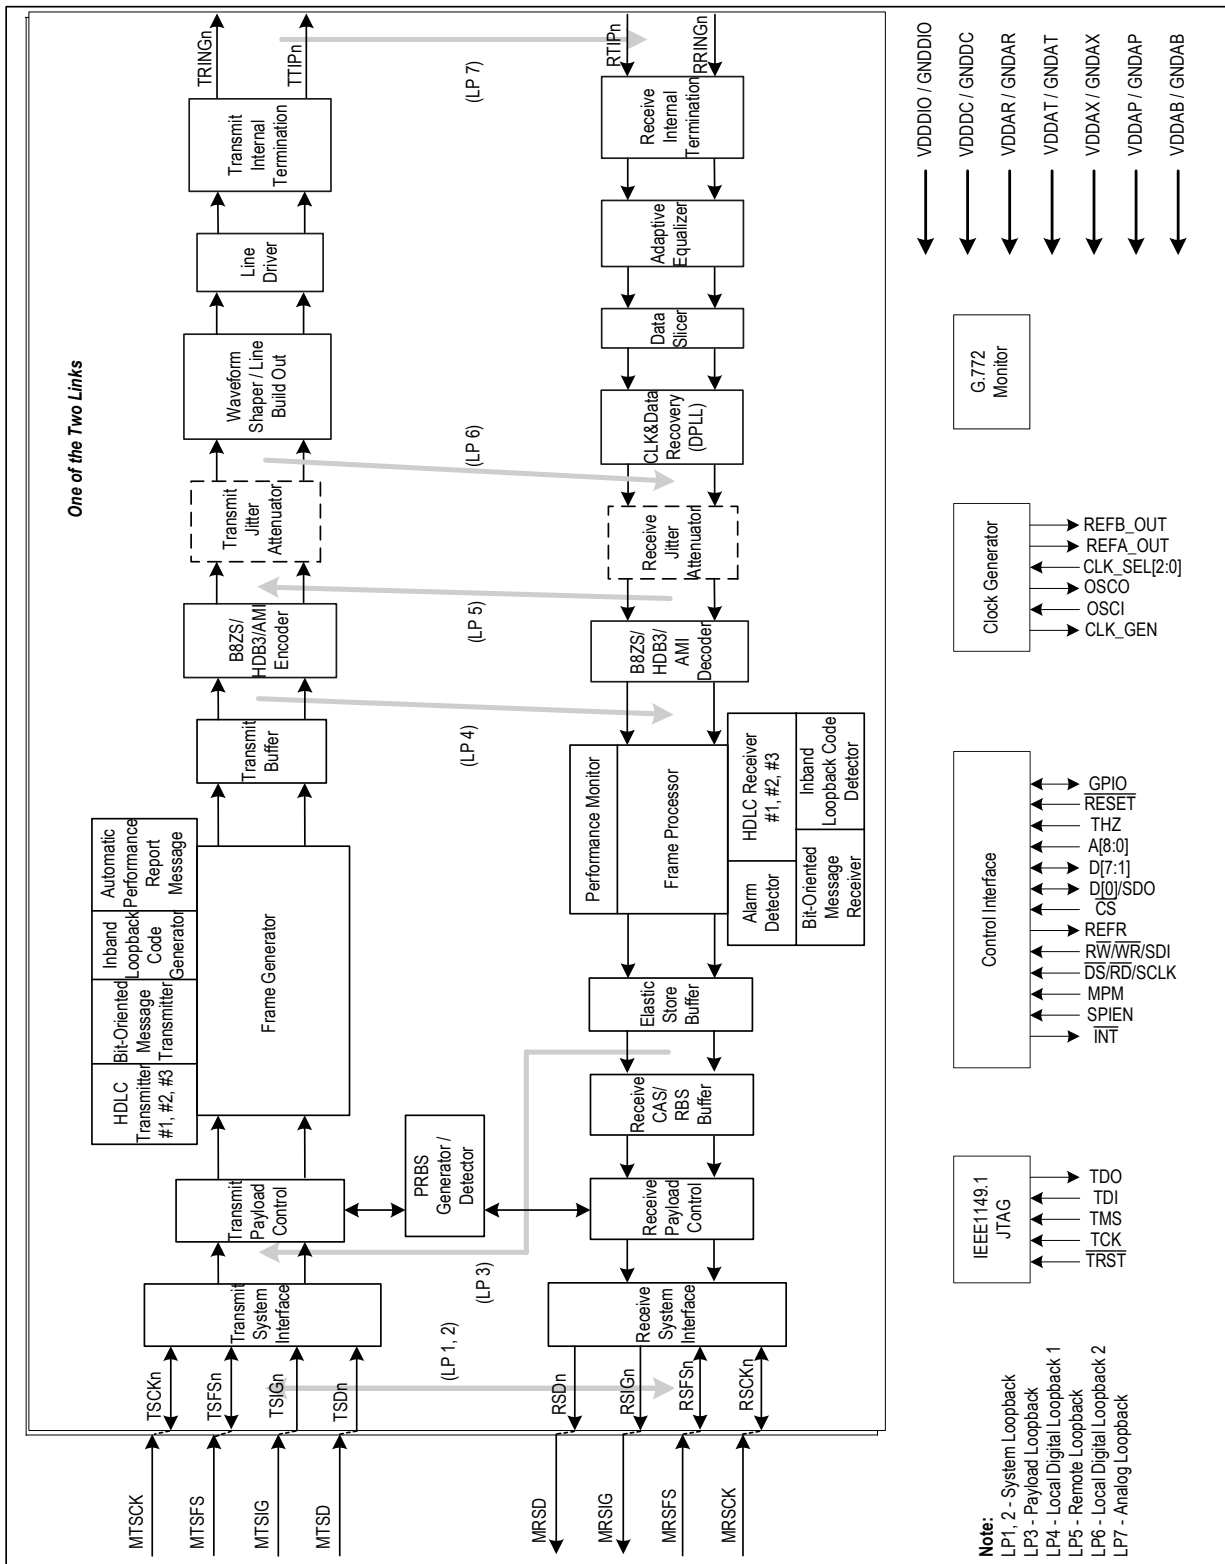 One of the Two Links
TRINGn
TTIPn
(LP 7)
RTIPn
RRINGn
Transmit
Internal
Termination
Receive
Internal
Termination
Line
Driver
Adaptive
Equalizer
Waveform
Shaper / Line
Build Out
Data
Slicer
(LP 6)
CLK&Data
Recovery
(DPLL)
Transmit
Jitter
Attenuator
Receive
Jitter
Attenuator
(LP 5)
B8ZS/
HDB3/AMI
Encoder
B8ZS/
HDB3/
AMI
Decoder
(LP 4)
Transmit
Buffer
Performance Monitor
Frame Processor
HDLC Receiver
#1, #2, #3
Inband
Loopback Code
Detector
Alarm
Detector
Bit-Oriented
Message
Receiver
Automatic
Performance
Report
Message
Inband
Loopback
Code
Generator
Bit-Oriented
Message
Transmitter
HDLC
Transmitter
#1, #2, #3
Frame Generator
Elastic
Store
Buffer
Receive
CAS/
RBS
Buffer
PRBS
Generator /
Detector
Transmit
Payload
Control
Receive
Payload
Control
(LP 3)
Transmit
System
Interface
Receive
System
Interface
(LP 1, 2)
TSCKn
TSFSn
TSIGn
TSDn
RSDn
RSIGn
RSFSn
RSCKn
MTSCK
MTSFS
MTSIG
MTSD
MRSD
MRSIG
MRSFS
MRSCK
VDDDIO / GNDDIO
VDDDC / GNDDC
VDDAR / GNDAR
VDDAT / GNDAT
VDDAX / GNDAX
VDDAP / GNDAP
VDDAB / GNDAB
G.772
Monitor
Clock Generator
REFB_OUT
REFA_OUT
CLK_SEL[2:0]
OSCO
OSCI
CLK_GEN
Control Interface
GPIO
RESET
THZ
A[8:0]
D[7:1]
D[0]/SDO
CS
REFR
RW/WR/SDI
DS/RD/SCLK
MPM
SPIEN
INT
IEEE1149.1
JTAG
TDO
TDI
TMS
TCK
TRST
Note:
LP1, 2 - System Loopback
LP3 - Payload Loopback
LP4 - Local Digital Loopback 1
LP5 - Remote Loopback
LP6 - Local Digital Loopback 2
LP7 - Analog Loopback